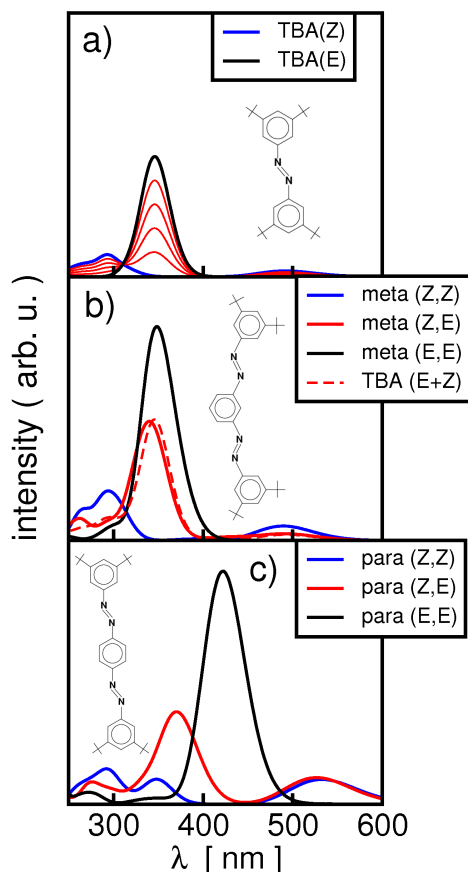 a)
TBA(Z)
TBA(E)
N
N
b)
meta (Z,Z)
meta (Z,E)
meta (E,E)
TBA (E+Z)
N
N
N
N
c)
para (Z,Z)
para (Z,E)
para (E,E)
N
N
N
N
intensity ( arb. u. )
300 400 500 600
λ [ nm ]